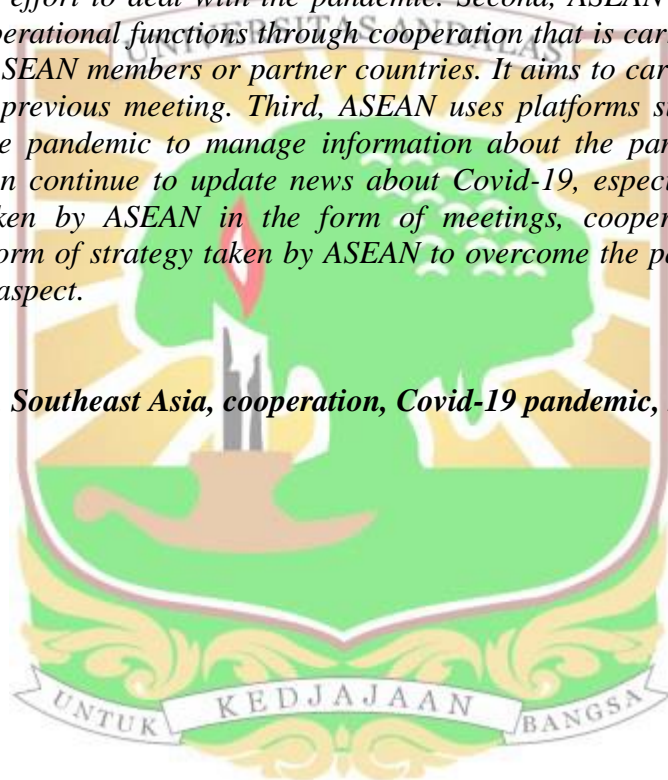 effort to deal with the pandemic. Second, ASEAN
UNIVERSITAS ANDALAS
perational functions through cooperation that is car
SEAN members or partner countries. It aims to car
previous meeting. Third, ASEAN uses platforms s
e pandemic to manage information about the pan
n continue to update news about Covid-19, espec
ken by ASEAN in the form of meetings, cooper
orm of strategy taken by ASEAN to overcome the p
aspect.
Southeast Asia, cooperation, Covid-19 pandemic,
UNTUK KEDJAJAAN BANGSA